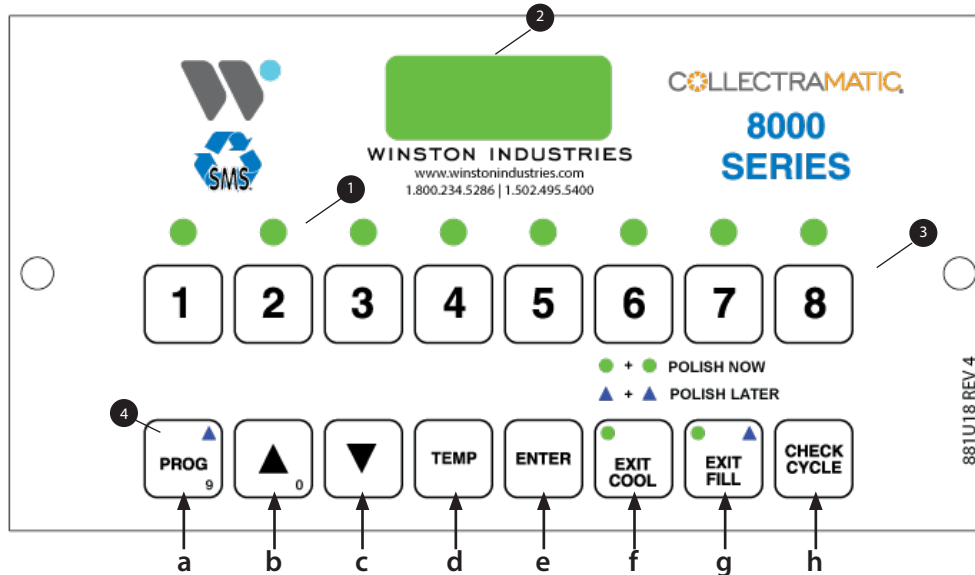 2
COLLECTRAMATIC®
8000
SERIES
SMS®
WINSTON INDUSTRIES
www.winstonindustries.com
1.800.234.5286 | 1.502.495.5400
1
3
1 2 3 4 5 6 7 8
● + ● POLISH NOW
▲ + ▲ POLISH LATER
881U18 REV 4
4
PROG
9
▲
0
▼
TEMP
ENTER
EXIT
COOL
EXIT
FILL
CHECK
CYCLE
a b c d e f g h